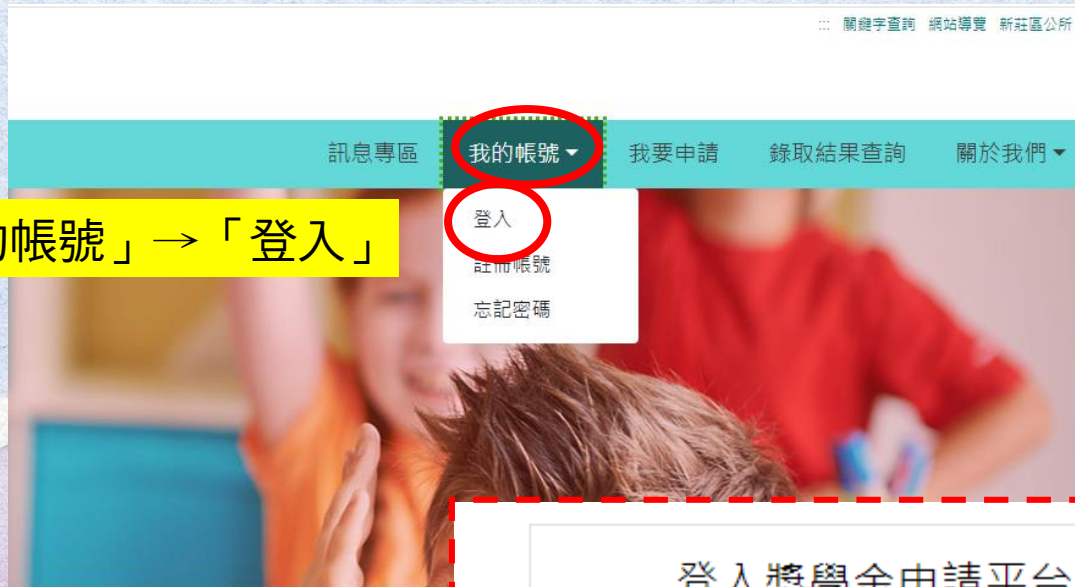 ::: 關鍵字查詢 網站導覽 新莊區公所
訊息專區 我的帳號 我要申請 錄取結果查詢 關於我們
登入
的帳號」→「登入」
註冊帳號
忘記密碼
登入獎學金申請平台